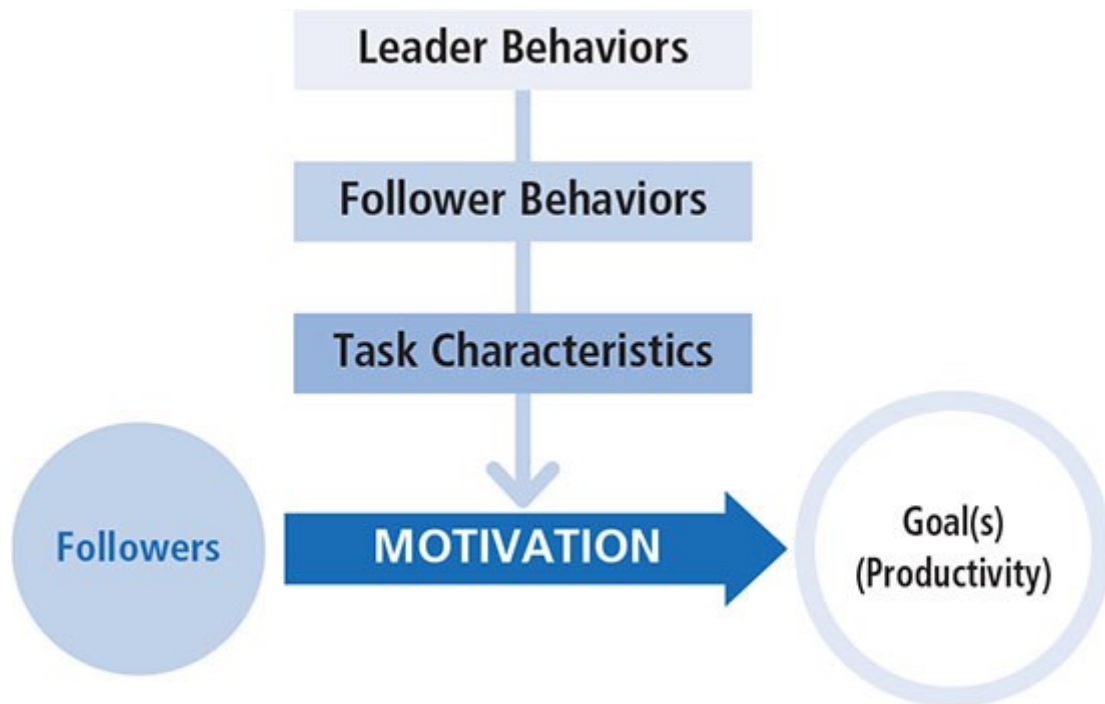 Leader Behaviors
Follower Behaviors
Task Characteristics
Followers
MOTIVATION
Goal(s)
(Productivity)